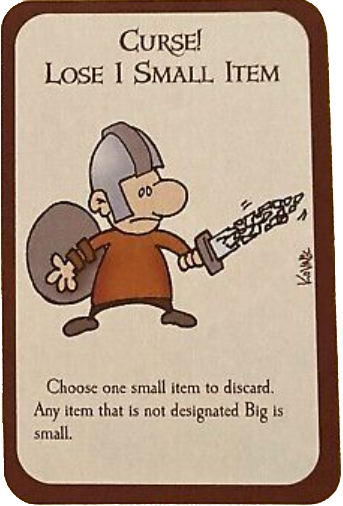 Curse!
Lose 1 Small Item
Kovalic
Choose one small item to discard.
Any item that is not designated Big is
small.